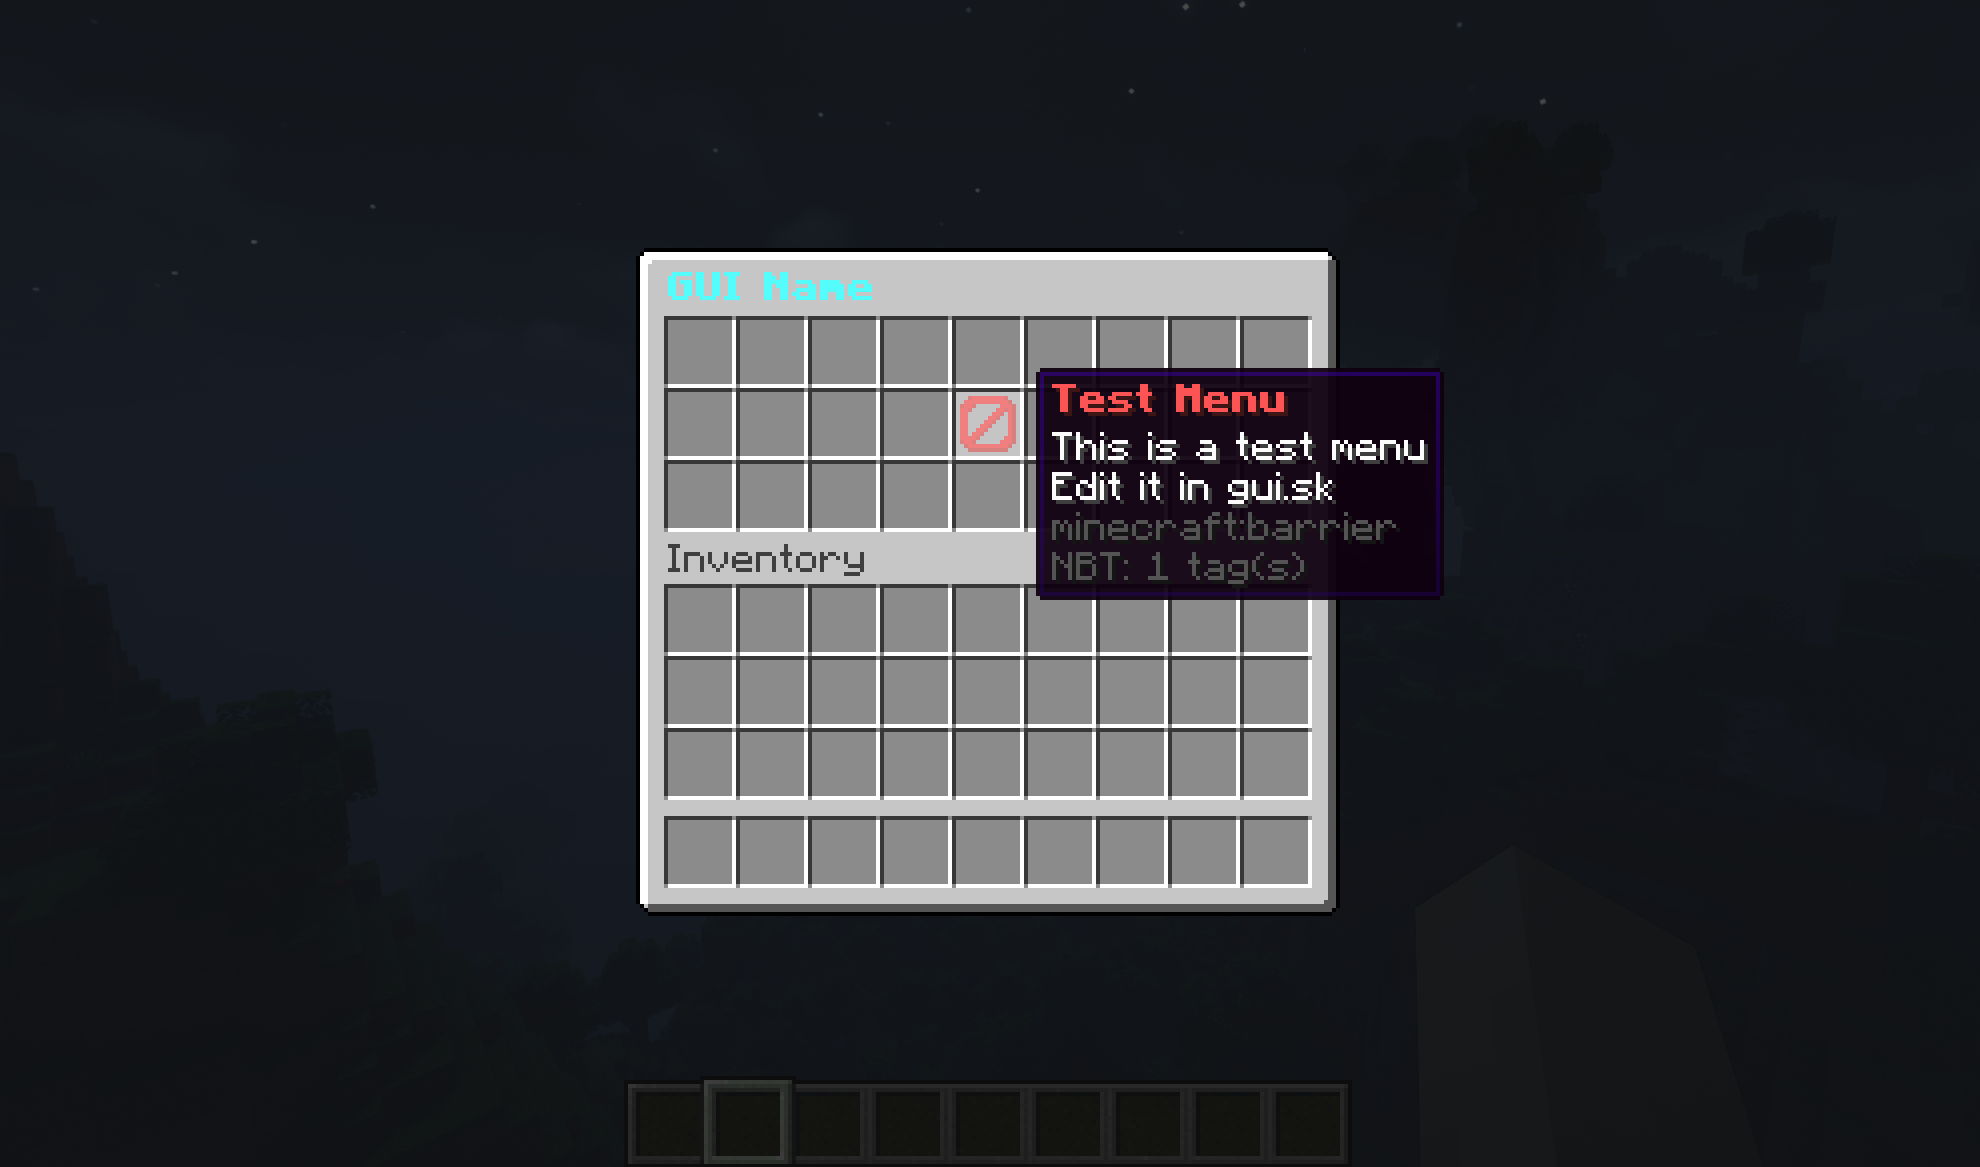 GUI Name
Test Menu
This is a test menu
Edit it in gui.sk
minecraft:barrier
NBT: 1 tag(s)
Inventory